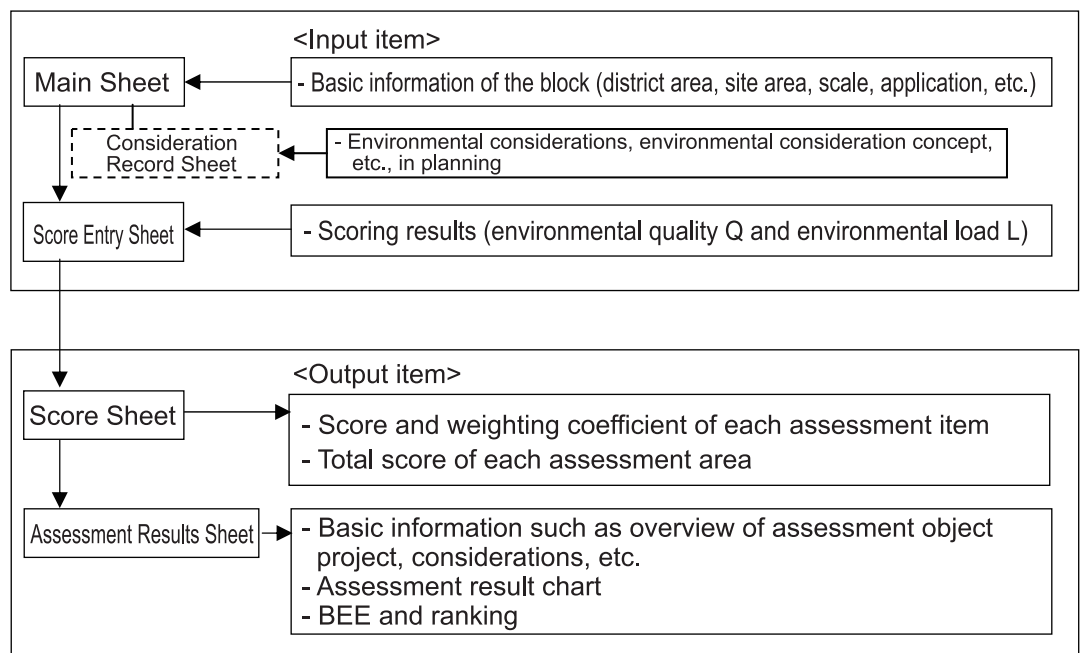 <Input item>
Main Sheet
- Basic information of the block (district area, site area, scale, application, etc.)
Consideration
Record Sheet
- Environmental considerations, environmental consideration concept,
etc., in planning
Score Entry Sheet
- Scoring results (environmental quality Q and environmental load L)
<Output item>
Score Sheet
- Score and weighting coefficient of each assessment item
- Total score of each assessment area
Assessment Results Sheet
- Basic information such as overview of assessment object
project, considerations, etc.
- Assessment result chart
- BEE and ranking